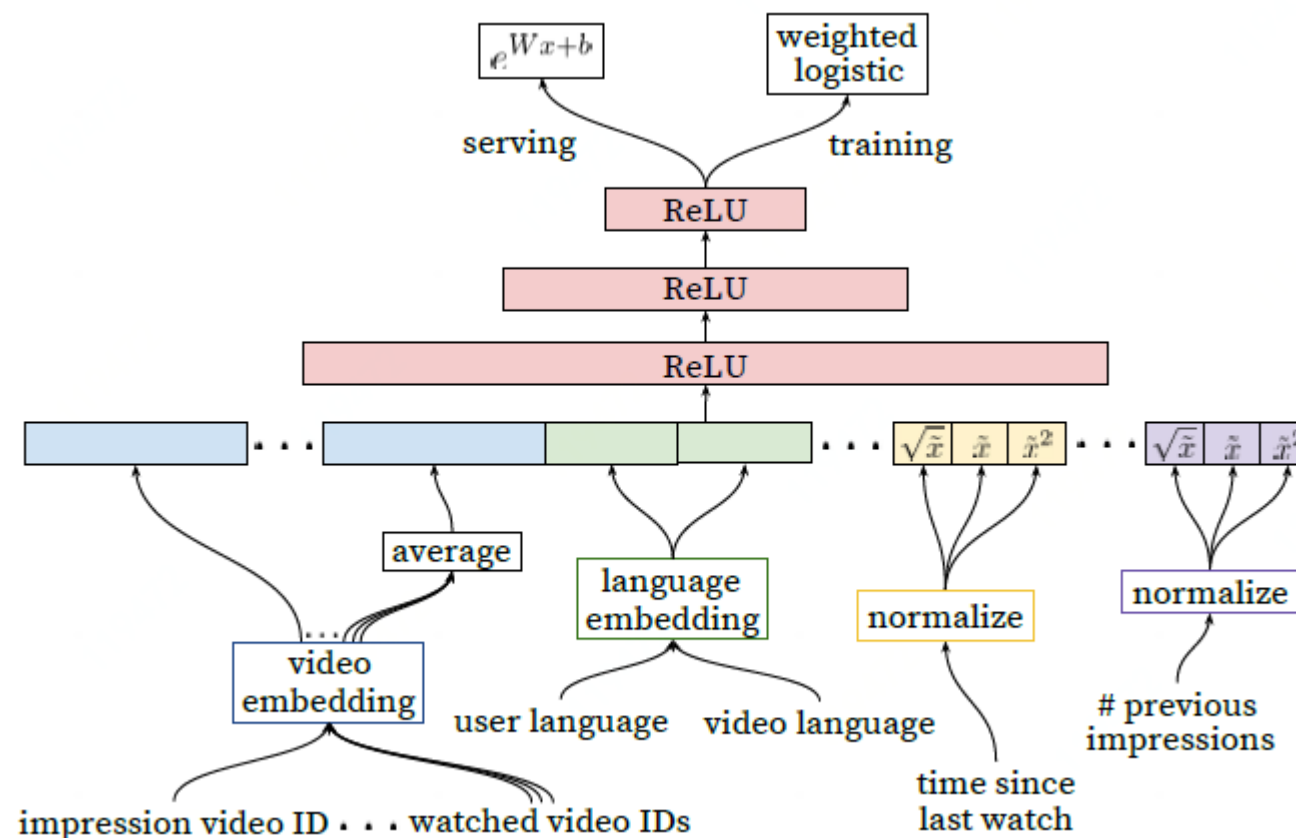 e^{Wx+b}
weighted
logistic
serving
training
ReLU
ReLU
ReLU
. . .
. . .
√x̃ x̃ x̃²
. . .
√x̃ x̃ x̃²
average
language
embedding
normalize
normalize
...
video
embedding
user language
video language
# previous
impressions
time since
last watch
impression video ID . . . watched video IDs